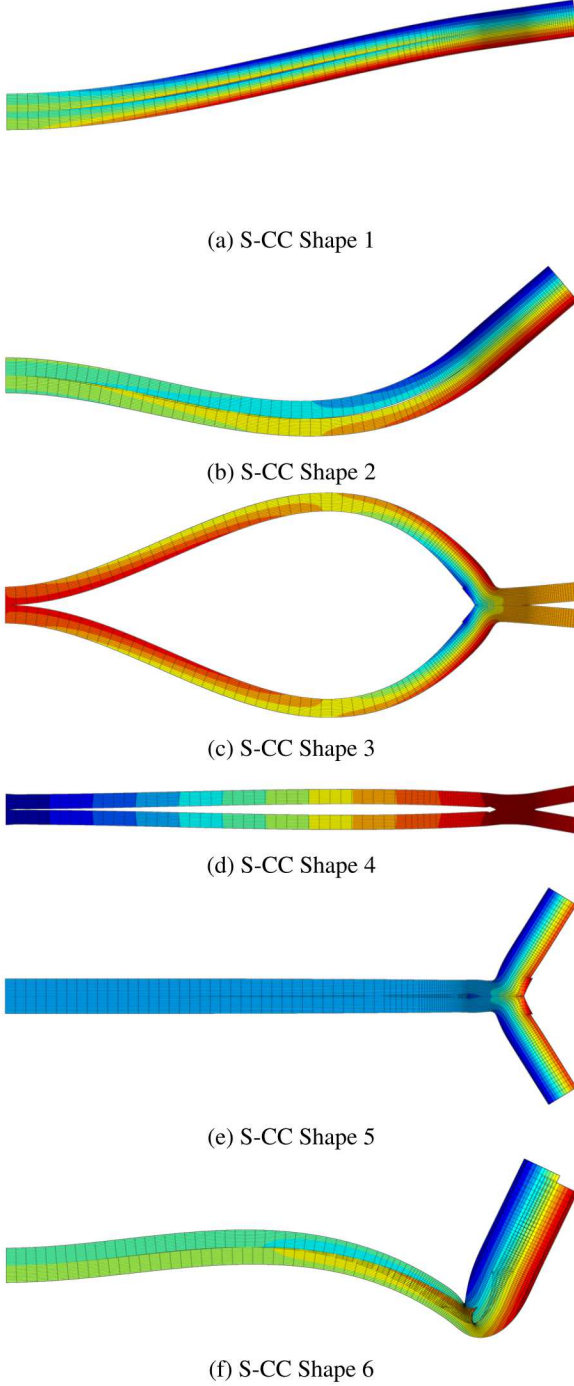 (a) S-CC Shape 1
(b) S-CC Shape 2
(c) S-CC Shape 3
(d) S-CC Shape 4
(e) S-CC Shape 5
(f) S-CC Shape 6